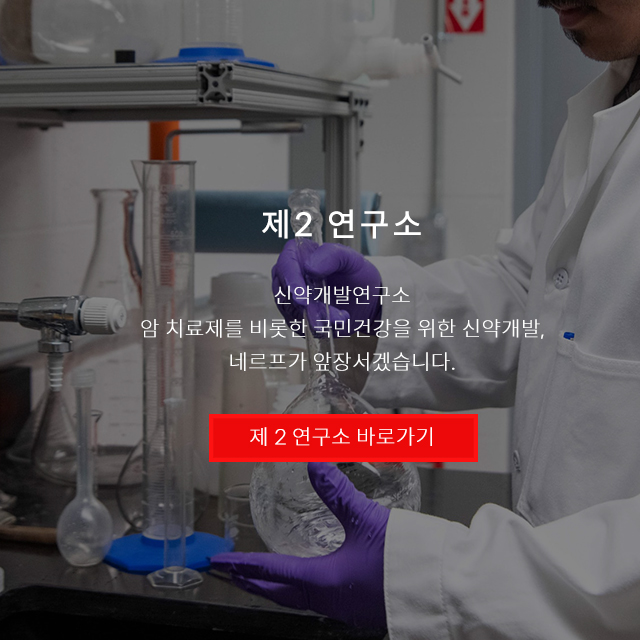 제2 연구소
신약개발연구소
암 치료제를 비롯한 국민건강을 위한 신약개발,
네르프가 앞장서겠습니다.
제 2 연구소 바로가기